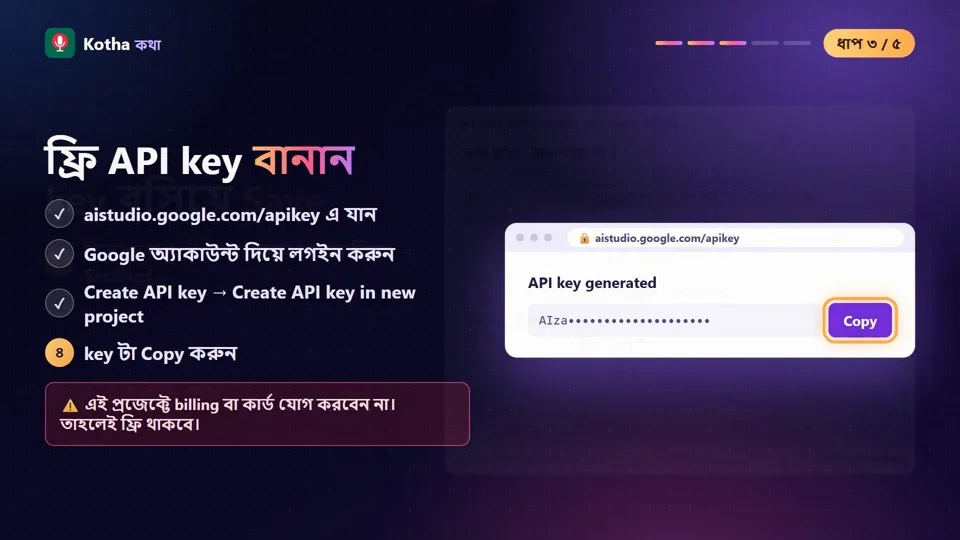 Kotha কথা
ধাপ ৩ / ৫
ফ্রি API key বানান
✓ aistudio.google.com/apikey এ যান
✓ Google অ্যাকাউন্ট দিয়ে লগইন করুন
✓ Create API key → Create API key in new
project
৪ key টা Copy করুন
⚠️ এই প্রজেক্টে billing বা কার্ড যোগ করবেন না।
তাহলেই ফ্রি থাকবে।
🔒 aistudio.google.com/apikey
API key generated
AIza••••••••••••••••••••
Copy